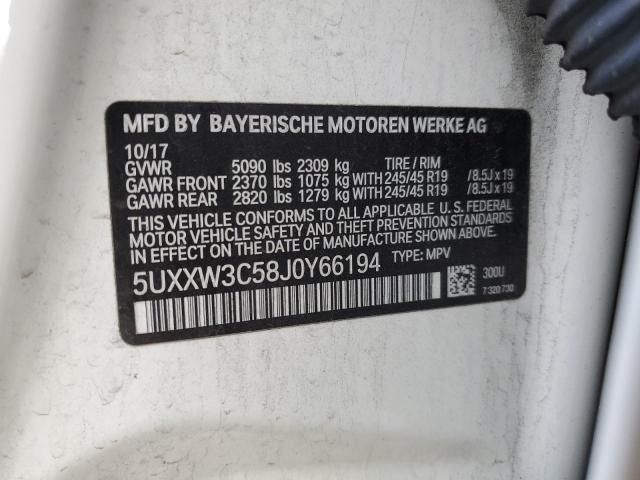 MFD BY BAYERISCHE MOTOREN WERKE AG
10/17
GVWR 5090 lbs 2309 kg TIRE / RIM
GAWR FRONT 2370 lbs 1075 kg WITH 245/45 R19 /8.5J x 19
GAWR REAR 2820 lbs 1279 kg WITH 245/45 R19 /8.5J x 19
THIS VEHICLE CONFORMS TO ALL APPLICABLE U.S. FEDERAL
MOTOR VEHICLE SAFETY, BUMPER, AND THEFT PREVENTION STANDARDS
IN EFFECT ON THE DATE OF MANUFACTURE SHOWN ABOVE.
5UXXW3C58J0Y66194 TYPE: MPV
300U
7 320 730